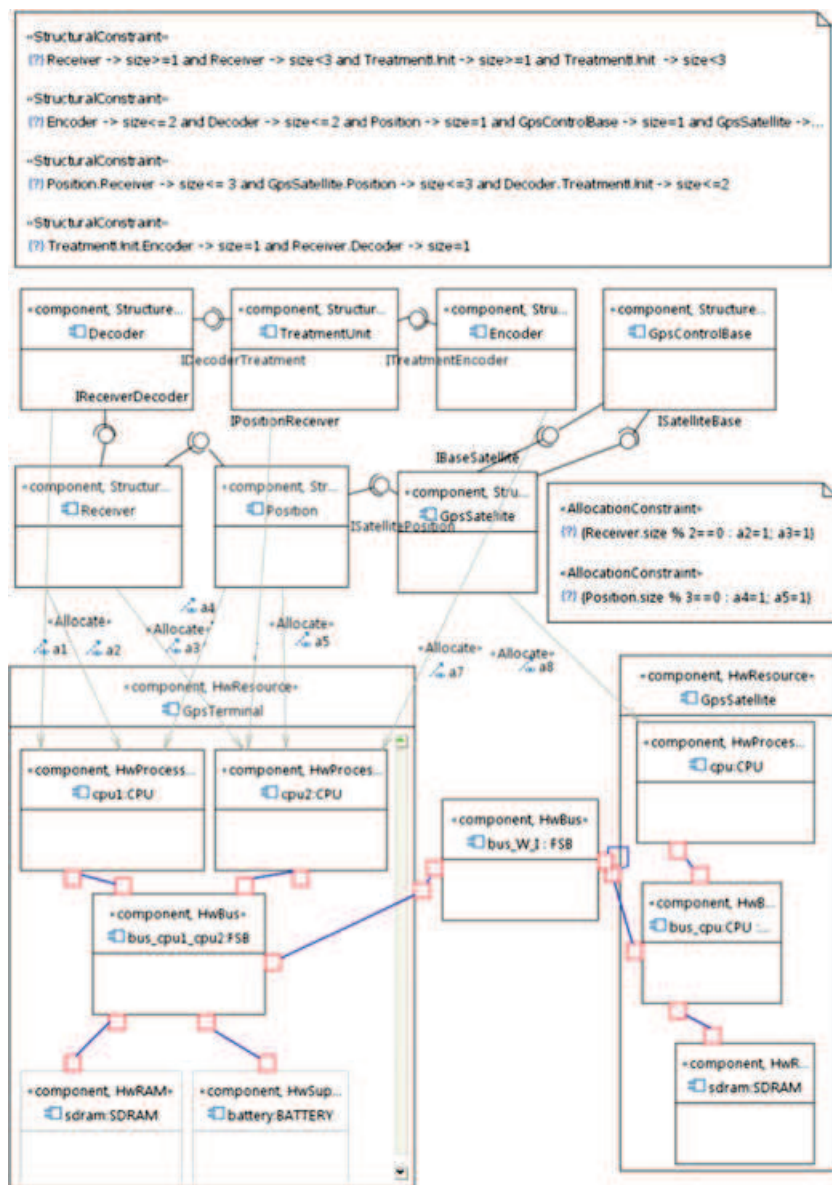 «StructuralConstraint»
{?} Receiver -> size>=1 and Receiver -> size<3 and TreatmentUnit -> size>=1 and TreatmentUnit -> size<3
«StructuralConstraint»
{?} Encoder -> size<=2 and Decoder -> size<=2 and Position -> size=1 and GpsControlBase -> size=1 and GpsSatellite ->...
«StructuralConstraint»
{?} Position.Receiver -> size<= 3 and GpsSatellite.Position -> size<=3 and Decoder.TreatmentUnit -> size<=2
«StructuralConstraint»
{?} TreatmentUnit.Encoder -> size=1 and Receiver.Decoder -> size=1
«component, Structure...
Decoder
«component, Structur...
TreatmentUnit
«component, Stru...
Encoder
«component, Structure...
GpsControlBase
IDecoderTreatment
ITreatmentEncoder
IReceiverDecoder
IPositionReceiver
ISatelliteBase
IBaseSatellite
«component, Structur...
Receiver
«component, Str...
Position
ISatellitePosition
«component, Stru...
GpsSatellite
«AllocationConstraint»
{?} {Receiver.size % 2==0 : a2=1; a3=1}
«AllocationConstraint»
{?} {Position.size % 3==0 : a4=1; a5=1}
a4
«Allocate»
«Allocate»
«Allocate»
a1
a2
a3
a5
«Allocate»
«Allocate»
a7
a8
«component, HwResource»
GpsTerminal
«component, HwResource»
GpsSatellite
«component, HwProcess...
cpu1:CPU
«component, HwProces...
cpu2:CPU
«component, HwProces...
cpu:CPU
«component, HwBus»
bus_W_I : FSB
«component, HwBus»
bus_cpu1_cpu2:FSB
«component, HwB...
bus_cpu:CPU :...
«component, HwRAM»
sdram:SDRAM
«component, HwSup...
battery:BATTERY
«component, HwR...
sdram:SDRAM